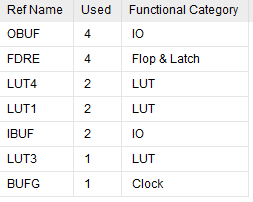 Ref Name Used Functional Category
OBUF 4 IO
FDRE 4 Flop & Latch
LUT4 2 LUT
LUT1 2 LUT
IBUF 2 IO
LUT3 1 LUT
BUFG 1 Clock